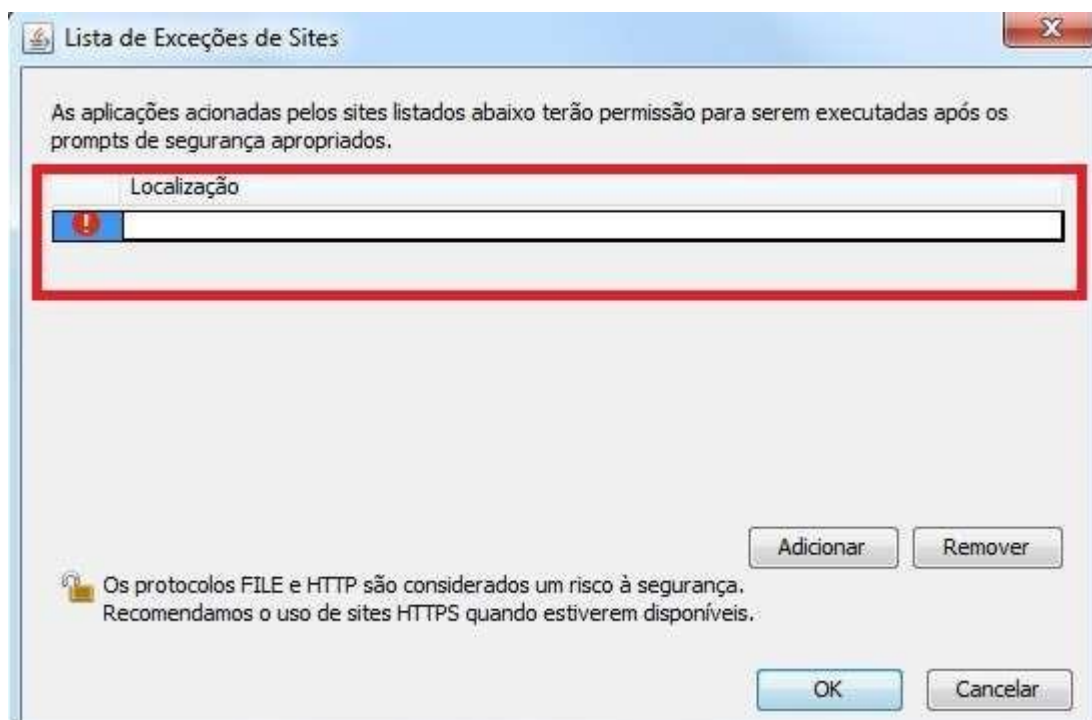 Lista de Exceções de Sites
As aplicações acionadas pelos sites listados abaixo terão permissão para serem executadas após os
prompts de segurança apropriados.
Localização
Adicionar Remover
Os protocolos FILE e HTTP são considerados um risco à segurança.
Recomendamos o uso de sites HTTPS quando estiverem disponíveis.
OK Cancelar